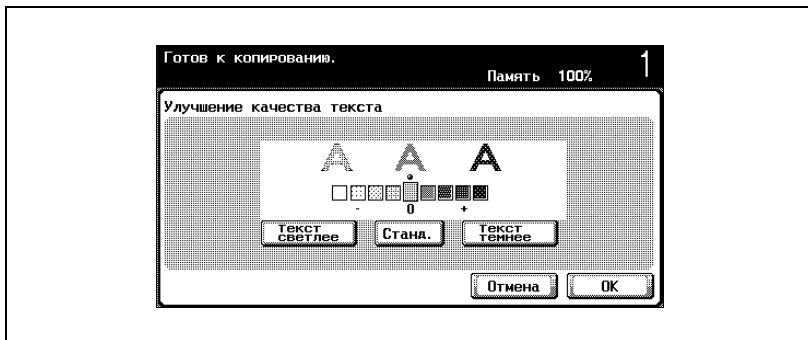 Готов к копированию.
Память 100% 1
Улучшение качества текста
A A A
- 0 +
Текст светлее Станд. Текст темнее
Отмена OK